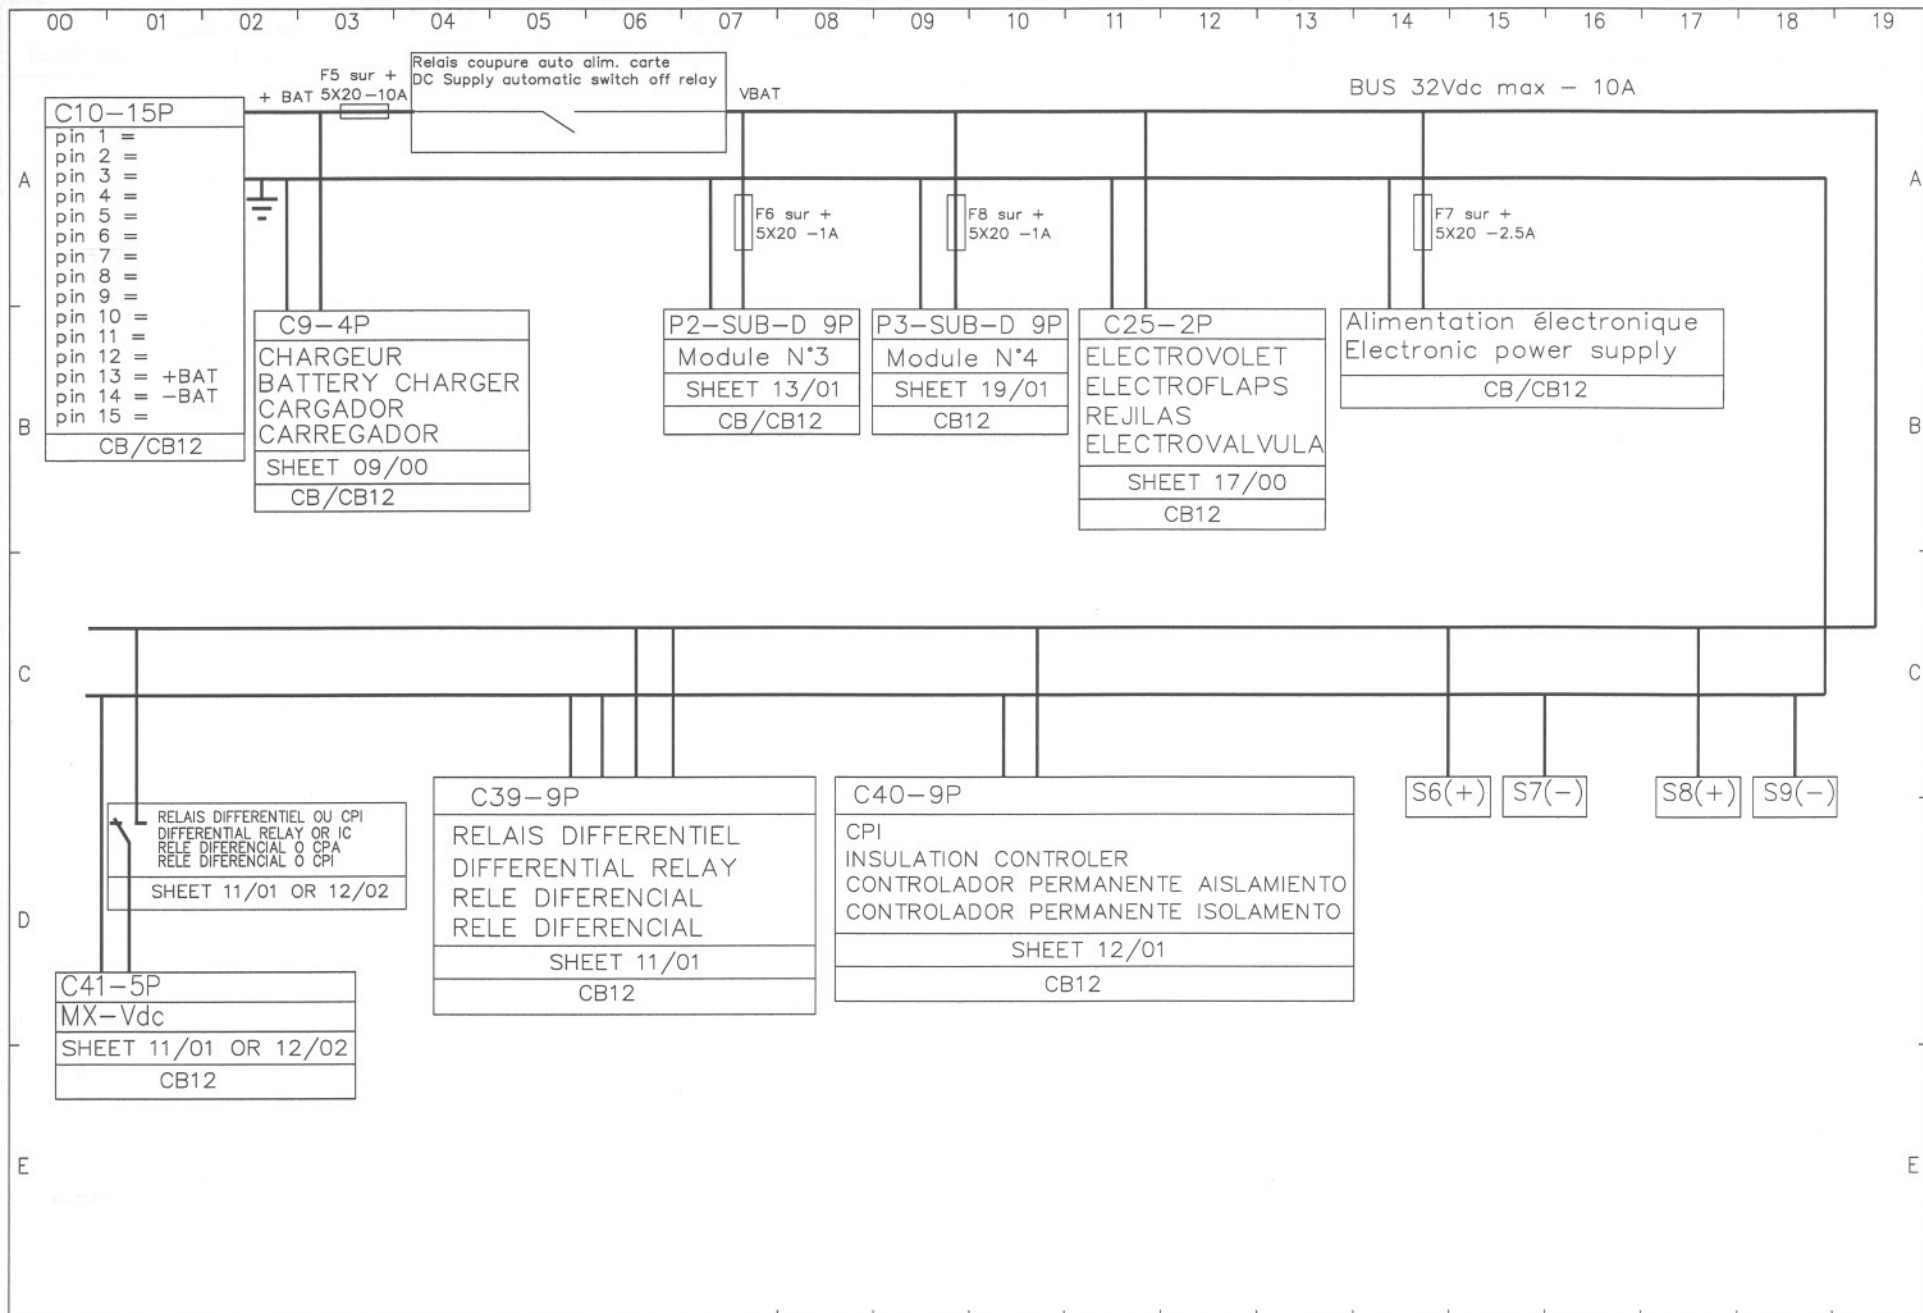 00 01 02 03 04 05 06 07 08 09 10 11 12 13 14 15 16 17 18 19
A
B
C
D
E
A
B
C
D
E
C10-15P
pin 1 =
pin 2 =
pin 3 =
pin 4 =
pin 5 =
pin 6 =
pin 7 =
pin 8 =
pin 9 =
pin 10 =
pin 11 =
pin 12 =
pin 13 = +BAT
pin 14 = -BAT
pin 15 =
CB/CB12
+ BAT
F5 sur +
5X20-10A
Relais coupure auto alim. carte
DC Supply automatic switch off relay
VBAT
BUS 32Vdc max - 10A
F6 sur +
5X20 -1A
F8 sur +
5X20 -1A
F7 sur +
5X20 -2.5A
C9-4P
CHARGEUR
BATTERY CHARGER
CARGADOR
CARREGADOR
SHEET 09/00
CB/CB12
P2-SUB-D 9P
Module N°3
SHEET 13/01
CB/CB12
P3-SUB-D 9P
Module N°4
SHEET 19/01
CB12
C25-2P
ELECTROVOLET
ELECTROFLAPS
REJILAS
ELECTROVALVULA
SHEET 17/00
CB12
Alimentation électronique
Electronic power supply
CB/CB12
RELAIS DIFFERENTIEL OU CPI
DIFFERENTIAL RELAY OR IC
RELE DIFERENCIAL O CPA
RELE DIFERENCIAL O CPI
SHEET 11/01 OR 12/02
C41-5P
MX-Vdc
SHEET 11/01 OR 12/02
CB12
C39-9P
RELAIS DIFFERENTIEL
DIFFERENTIAL RELAY
RELE DIFERENCIAL
RELE DIFERENCIAL
SHEET 11/01
CB12
C40-9P
CPI
INSULATION CONTROLER
CONTROLADOR PERMANENTE AISLAMIENTO
CONTROLADOR PERMANENTE ISOLAMENTO
SHEET 12/01
CB12
S6(+)
S7(-)
S8(+)
S9(-)